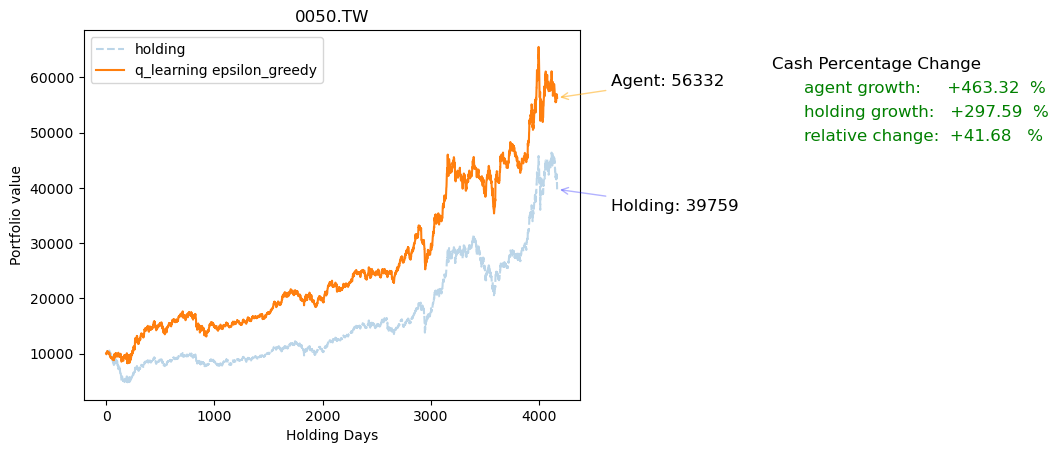 0050.TW
holding
q_learning epsilon_greedy
Portfolio value
60000
50000
40000
30000
20000
10000
0
1000
2000
3000
4000
Holding Days
Agent: 56332
Holding: 39759
Cash Percentage Change
agent growth: +463.32 %
holding growth: +297.59 %
relative change: +41.68 %